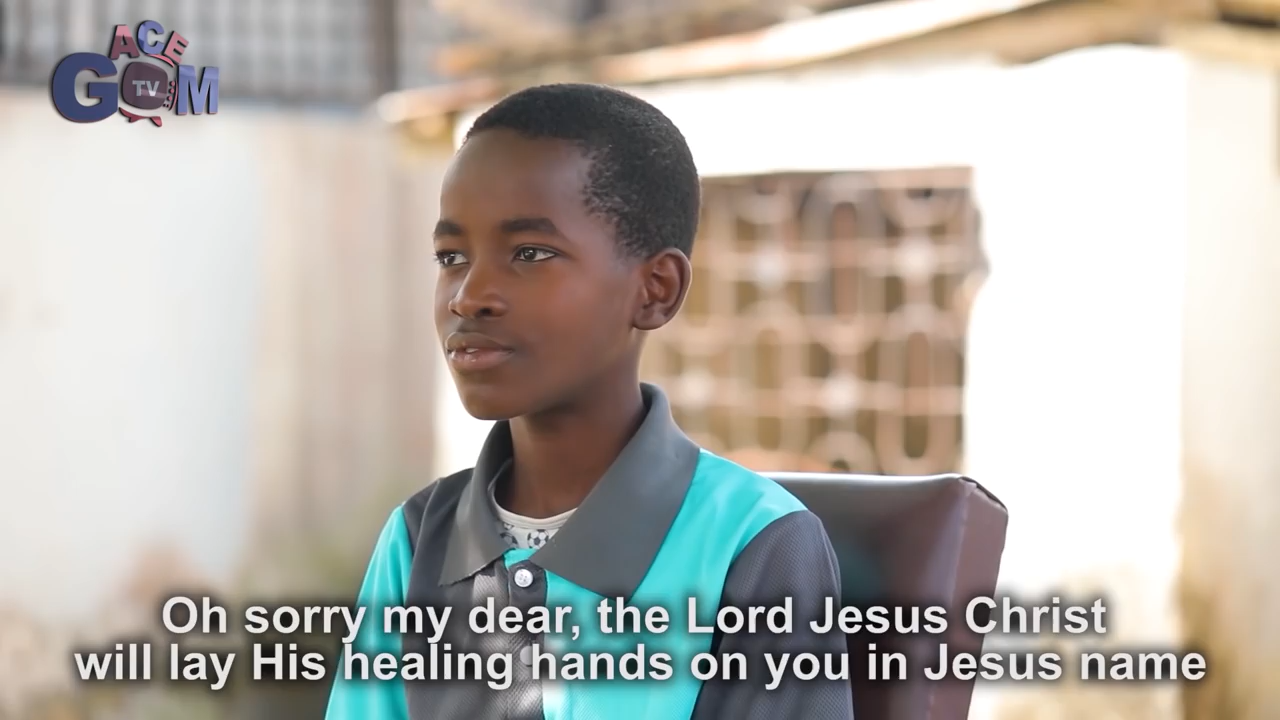 ACE
G TV M
Oh sorry my dear, the Lord Jesus Christ
will lay His healing hands on you in Jesus name